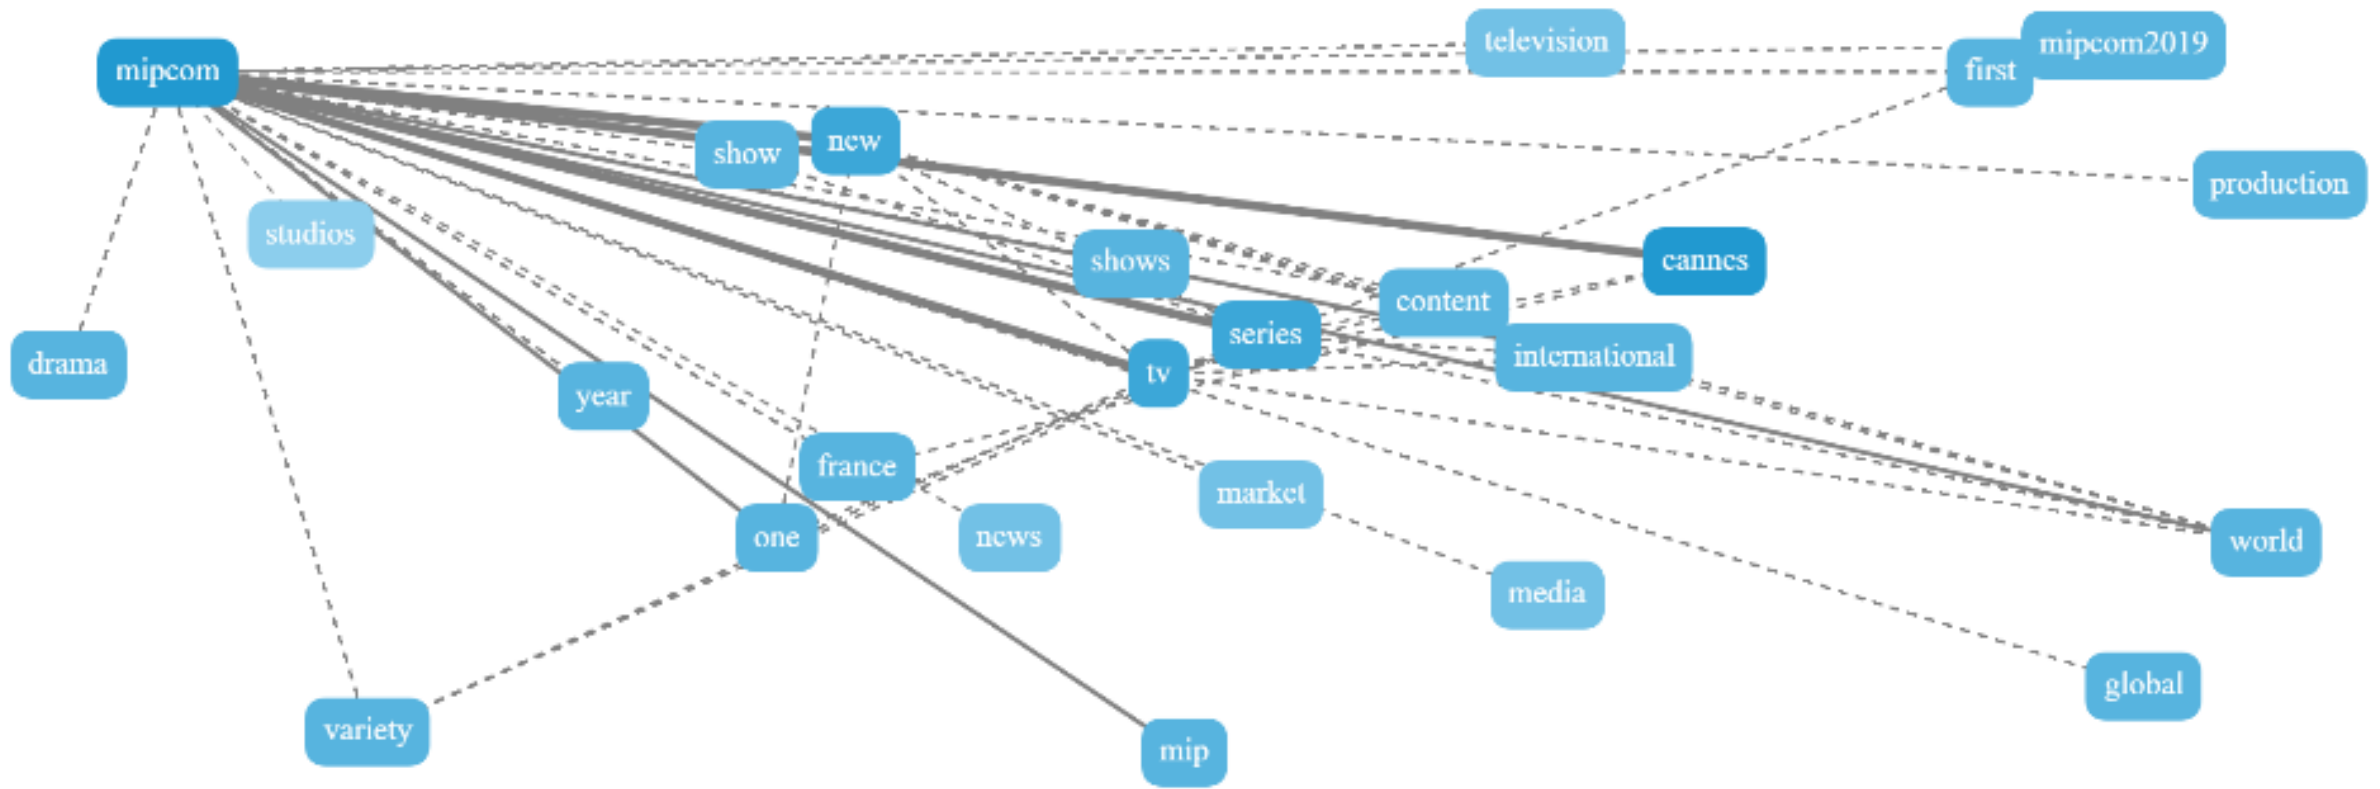 television
mipcom2019
mipcom
first
new
show
production
studios
shows
cannes
content
series
international
drama
tv
year
france
market
one
news
world
media
global
variety
mip